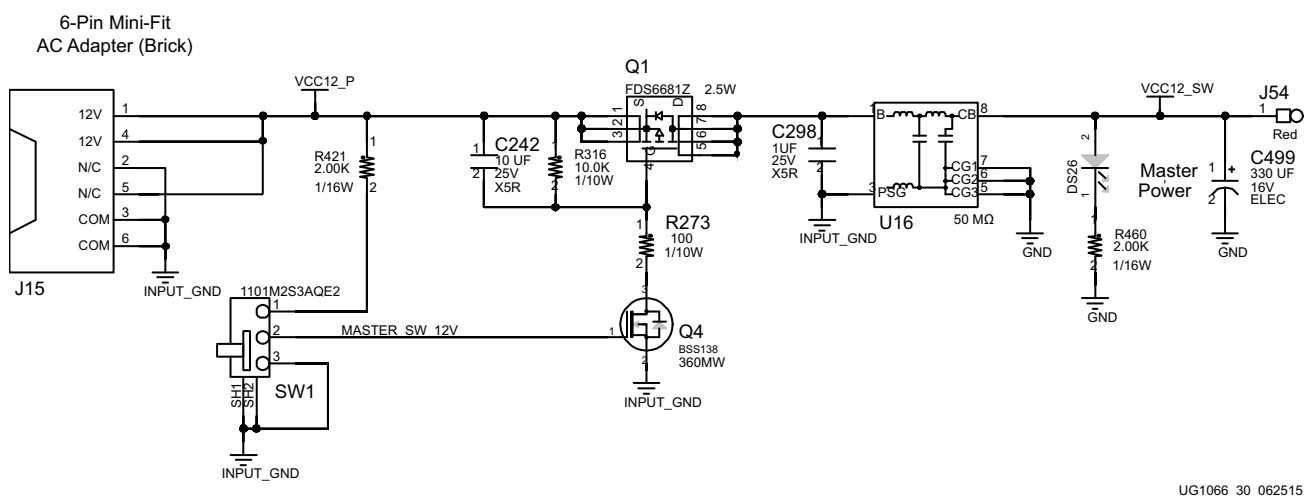 6-Pin Mini-Fit
AC Adapter (Brick)
12V
12V
N/C
N/C
COM
COM
1
4
2
5
3
6
J15
INPUT_GND
VCC12_P
1
R421
2.00K
1/16W
2
1
C242
10 UF
25V
X5R
2
1
R316
10.0K
1/10W
2
Q1
FDS6681Z
2.5W
1
2
3
S
D
G
8
7
6
5
4
1
R273
100
1/10W
2
3
Q4
BSS138
360MW
1
2
INPUT_GND
1101M2S3AQE2
1
2
3
MASTER_SW_12V
SW1
SH1
SH2
INPUT_GND
1
C298
1UF
25V
X5R
2
INPUT_GND
1
B
CB
8
3
PSG
CG1
7
CG2
6
CG3
5
U16
50 MΩ
GND
2
DS26
1
Master
Power
1
R460
2.00K
1/16W
2
GND
VCC12_SW
J54
1
Red
1
+
C499
330 UF
16V
ELEC
2
GND
UG1066_30_062515